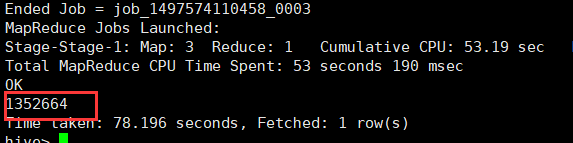 Ended Job = job_1497574110458_0003
MapReduce Jobs Launched:
Stage-Stage-1: Map: 3  Reduce: 1   Cumulative CPU: 53.19 sec
Total MapReduce CPU Time Spent: 53 seconds 190 msec
OK
1352664
Time taken: 78.196 seconds, Fetched: 1 row(s)
hive>